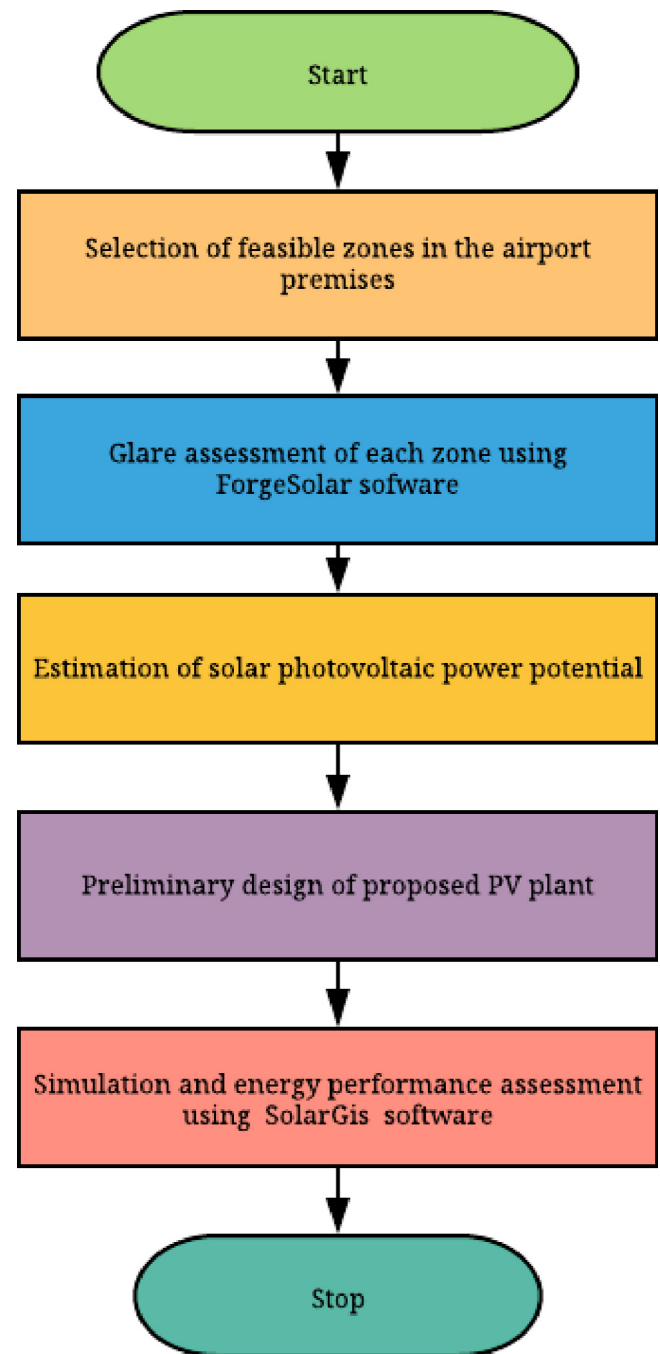 Start
Selection of feasible zones in the airport
premises
Glare assessment of each zone using
ForgeSolar sofware
Estimation of solar photovoltaic power potential
Preliminary design of proposed PV plant
Simulation and energy performance assessment
using SolarGis software
Stop